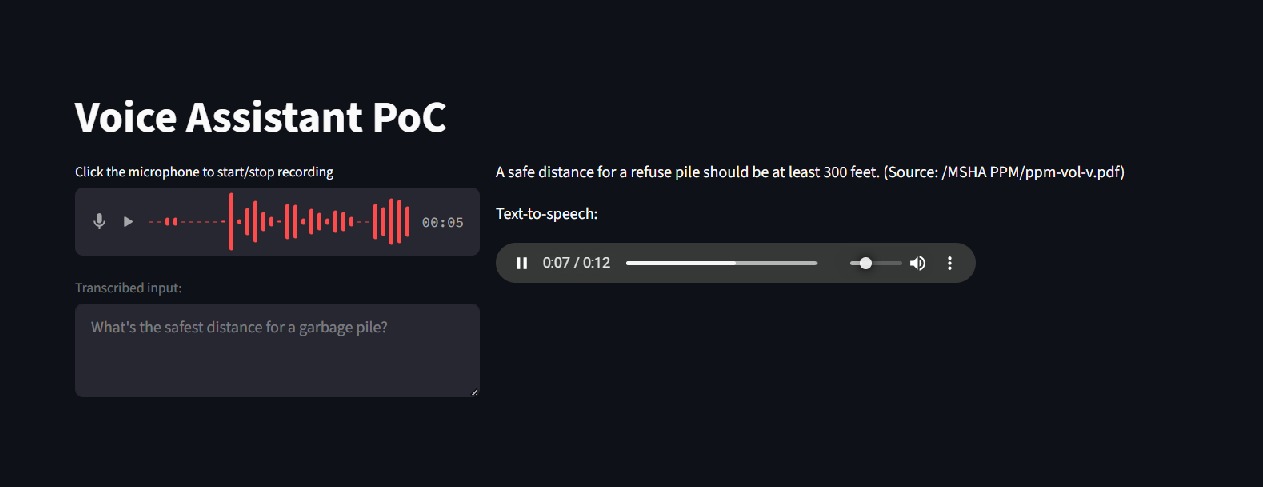 Voice Assistant PoC
Click the microphone to start/stop recording
00:05
Transcribed input:
What's the safest distance for a garbage pile?
A safe distance for a refuse pile should be at least 300 feet. (Source: /MSHA PPM/ppm-vol-v.pdf)
Text-to-speech:
0:07 / 0:12